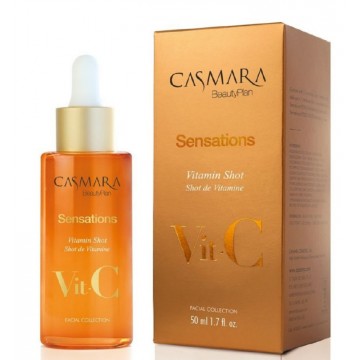 CASMARA
BeautyPlan
Sensations
Vitamin Shot
Shot de Vitamine
Vit-C
FACIAL COLLECTION
CASMARA
BeautyPlan
Sensations
Vitamin Shot
Shot de Vitamine
Vit-C
FACIAL COLLECTION
50 ml 1.7 fl. oz.